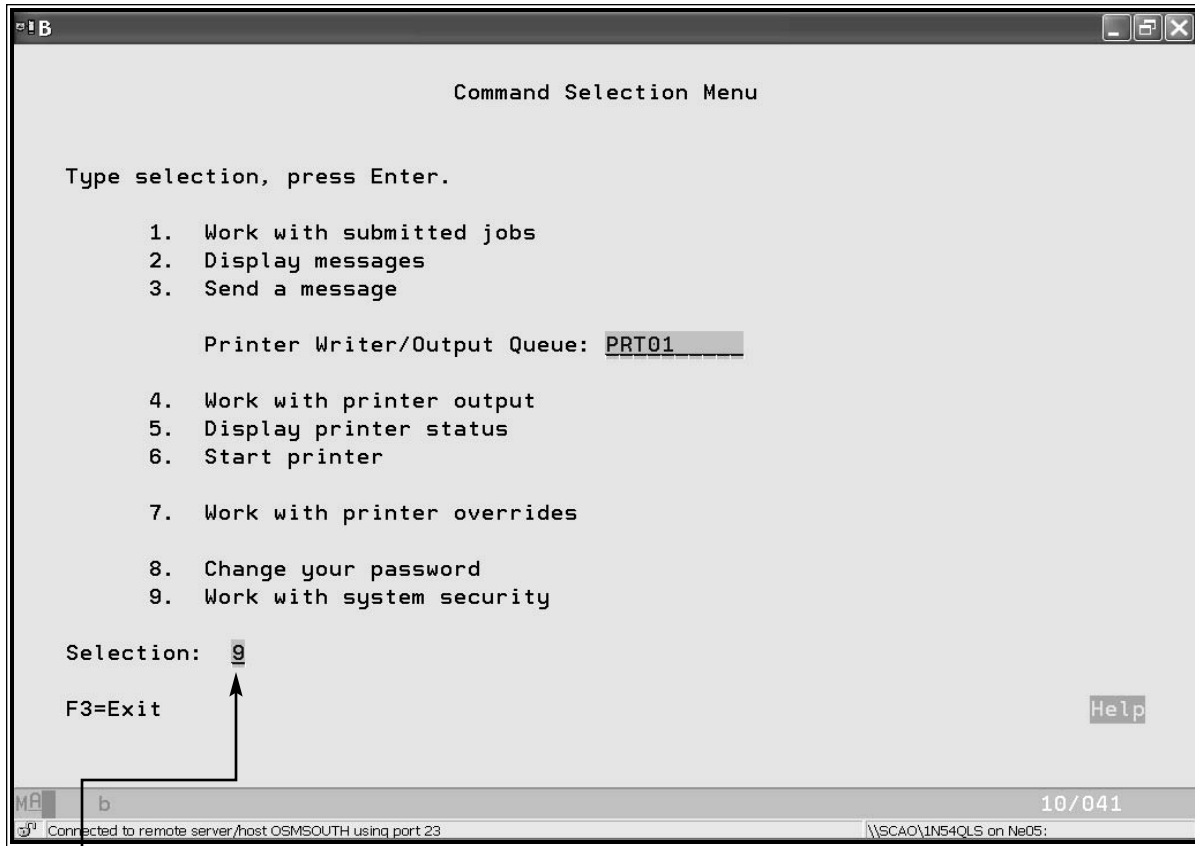 B
Command Selection Menu
Type selection, press Enter.
1. Work with submitted jobs
2. Display messages
3. Send a message
Printer Writer/Output Queue: PRT01_____
4. Work with printer output
5. Display printer status
6. Start printer
7. Work with printer overrides
8. Change your password
9. Work with system security
Selection: 9
F3=Exit
Help
MA b 10/041
Connected to remote server/host OSMSOUTH using port 23 \\SCAO\1N54QLS on Ne05: